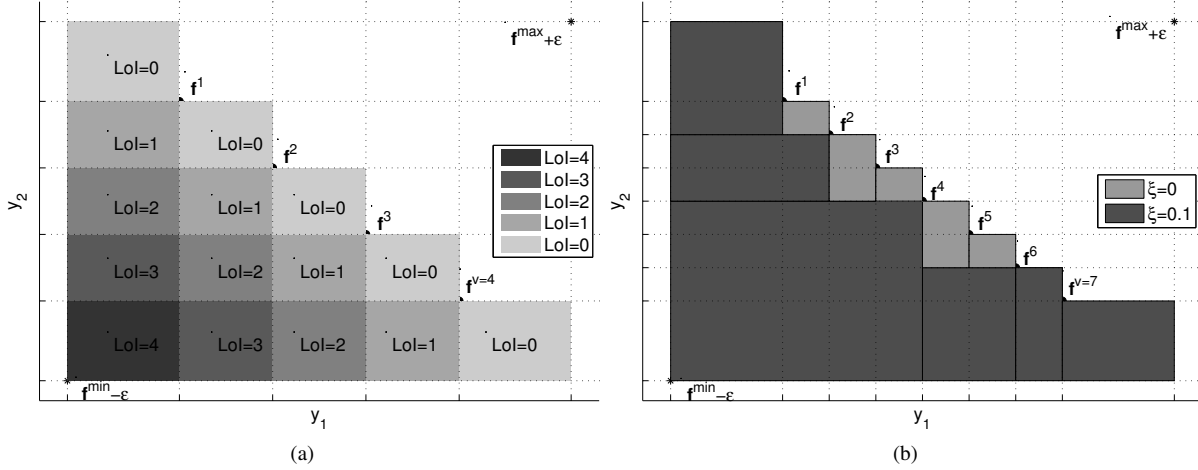 f^max+ε
LoI=0
f^1
LoI=1
LoI=0
f^2
LoI=2
LoI=1
LoI=0
f^3
LoI=3
LoI=2
LoI=1
LoI=0
f^v=4
LoI=4
LoI=3
LoI=2
LoI=1
LoI=0
f^min−ε
LoI=4
LoI=3
LoI=2
LoI=1
LoI=0
y_2
y_1
(a)
f^max+ε
f^1
f^2
f^3
f^4
f^5
f^6
f^v=7
f^min−ε
ξ=0
ξ=0.1
y_2
y_1
(b)